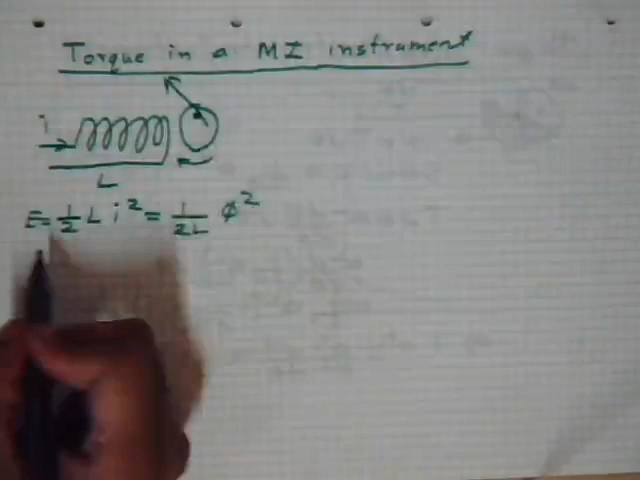 Torque in a MI instrument
i
L
E = 1/2 L i² = 1/2L φ²